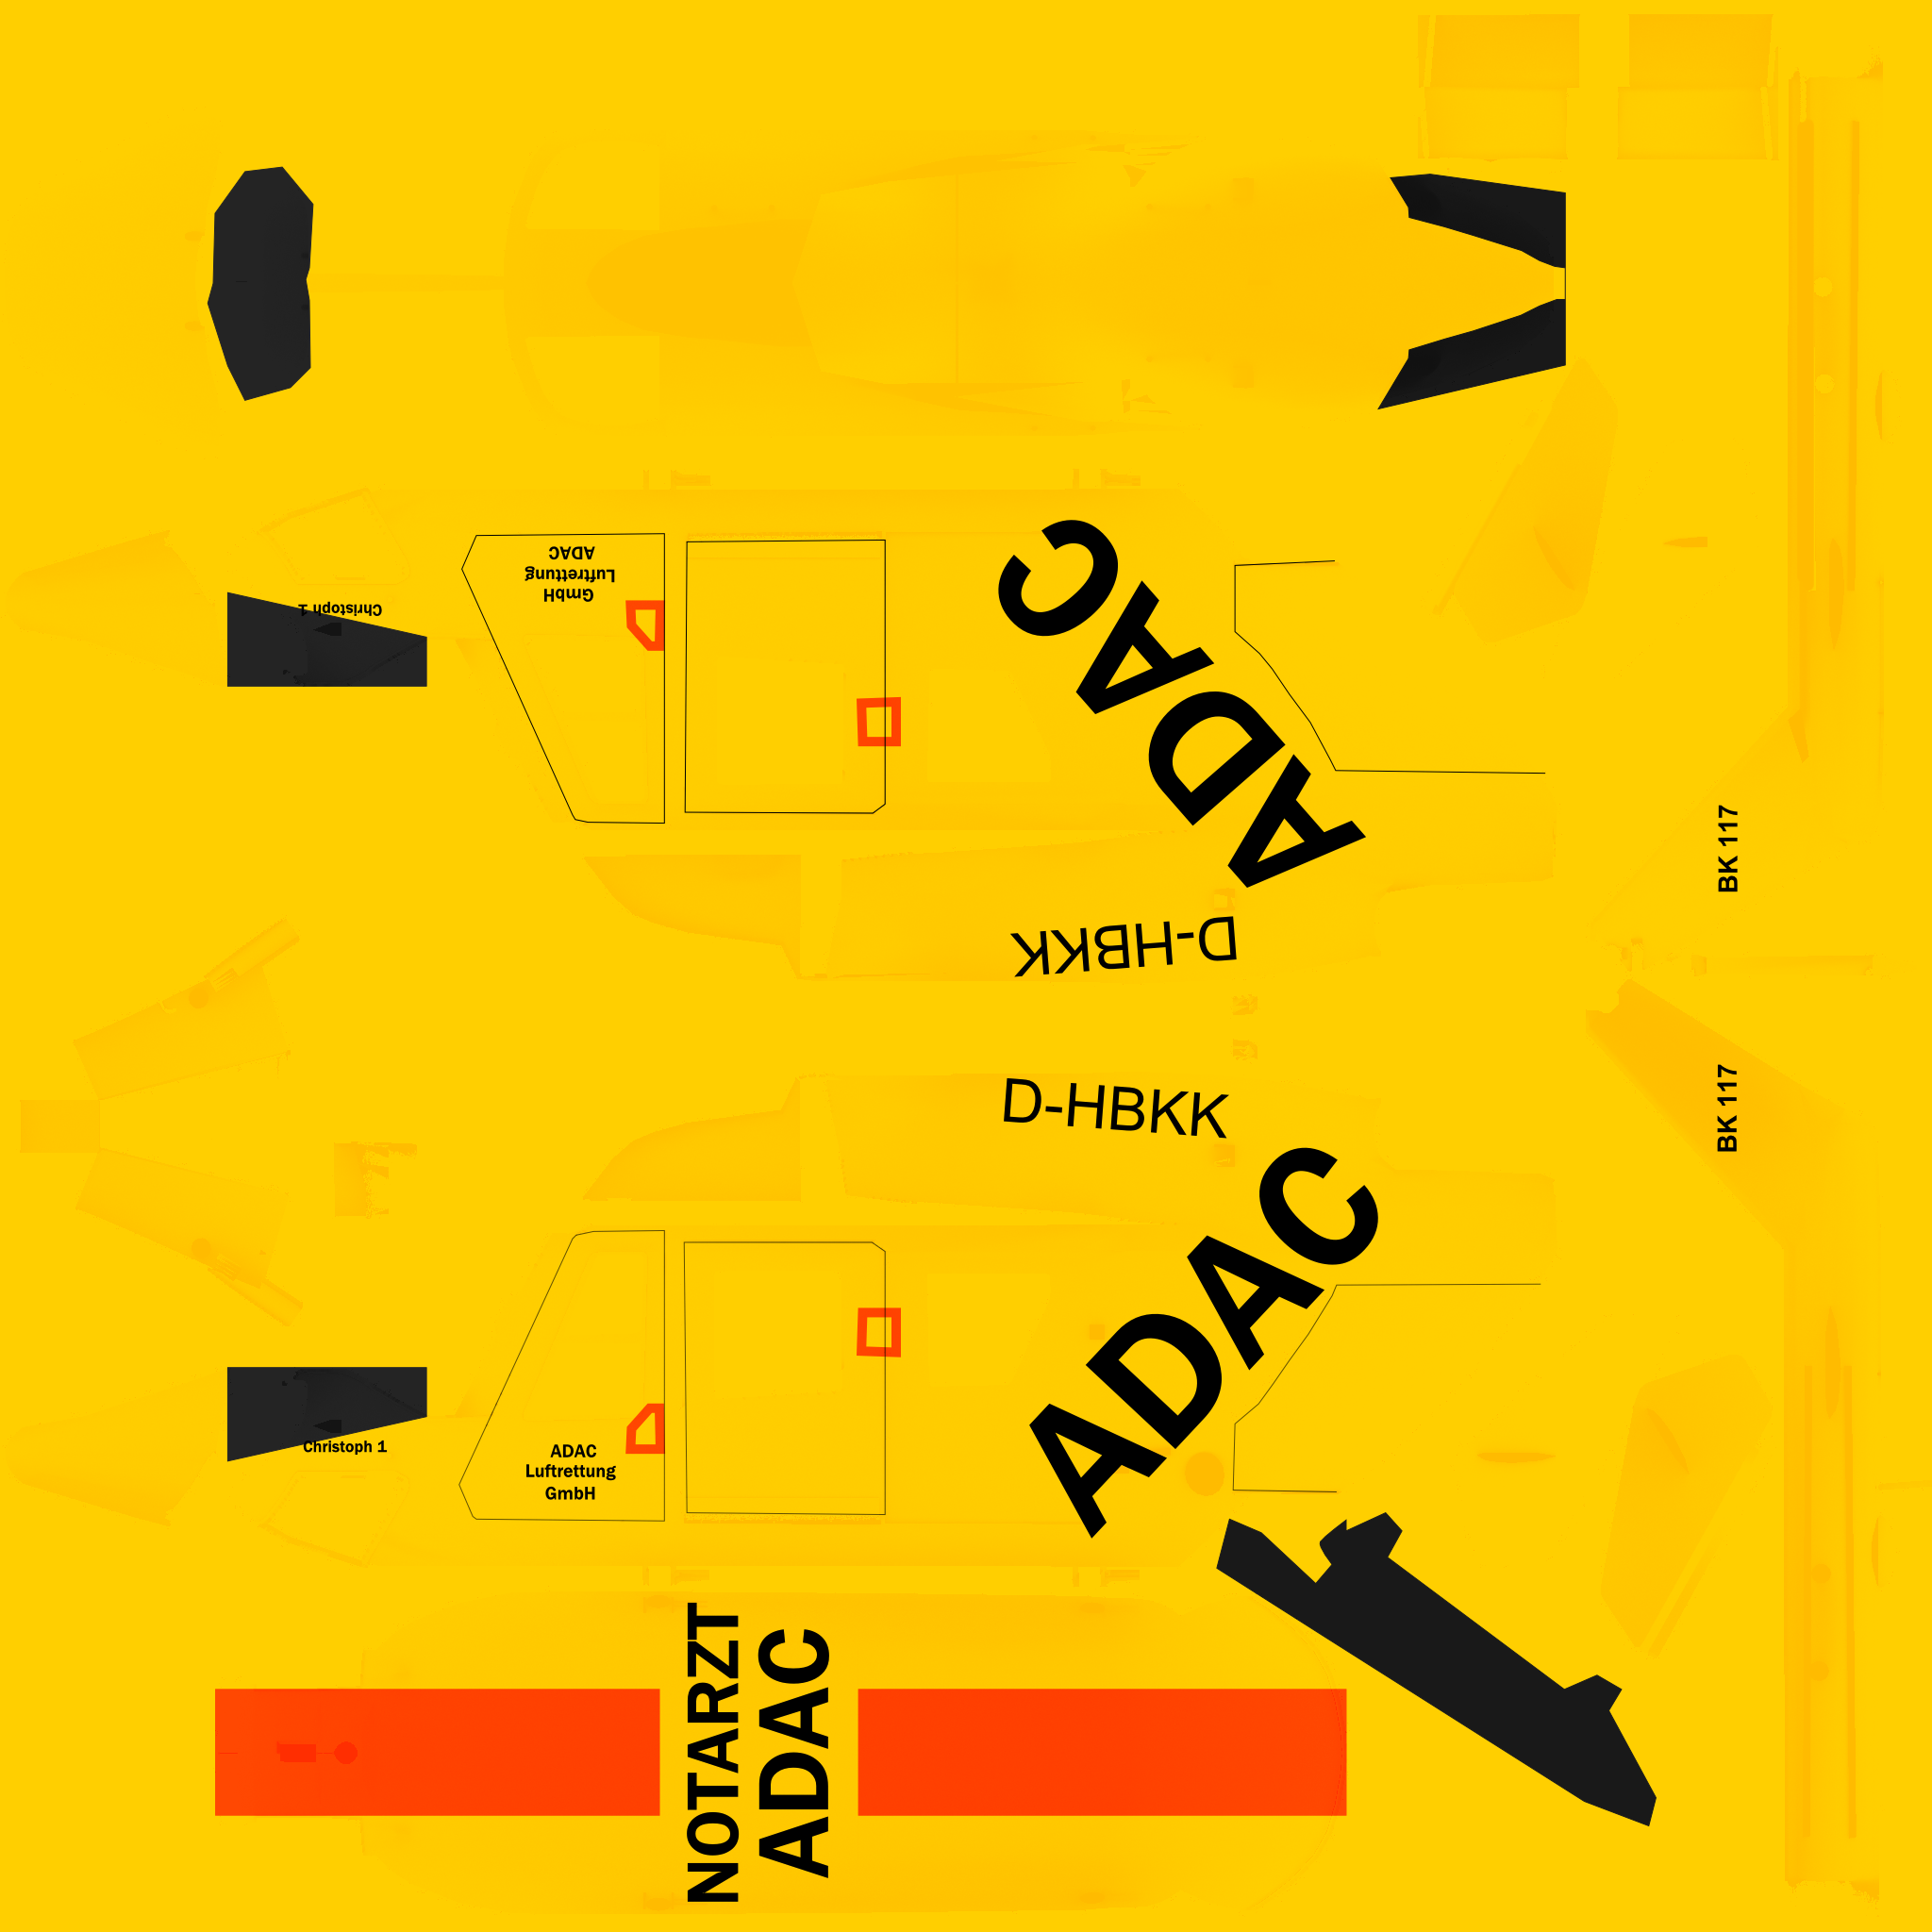 ADAC
Luftrettung
GmbH
Christoph 1
ADAC
BK 117
D-HBKK
D-HBKK
BK 117
ADAC
Christoph 1
ADAC
Luftrettung
GmbH
NOTARZT
ADAC